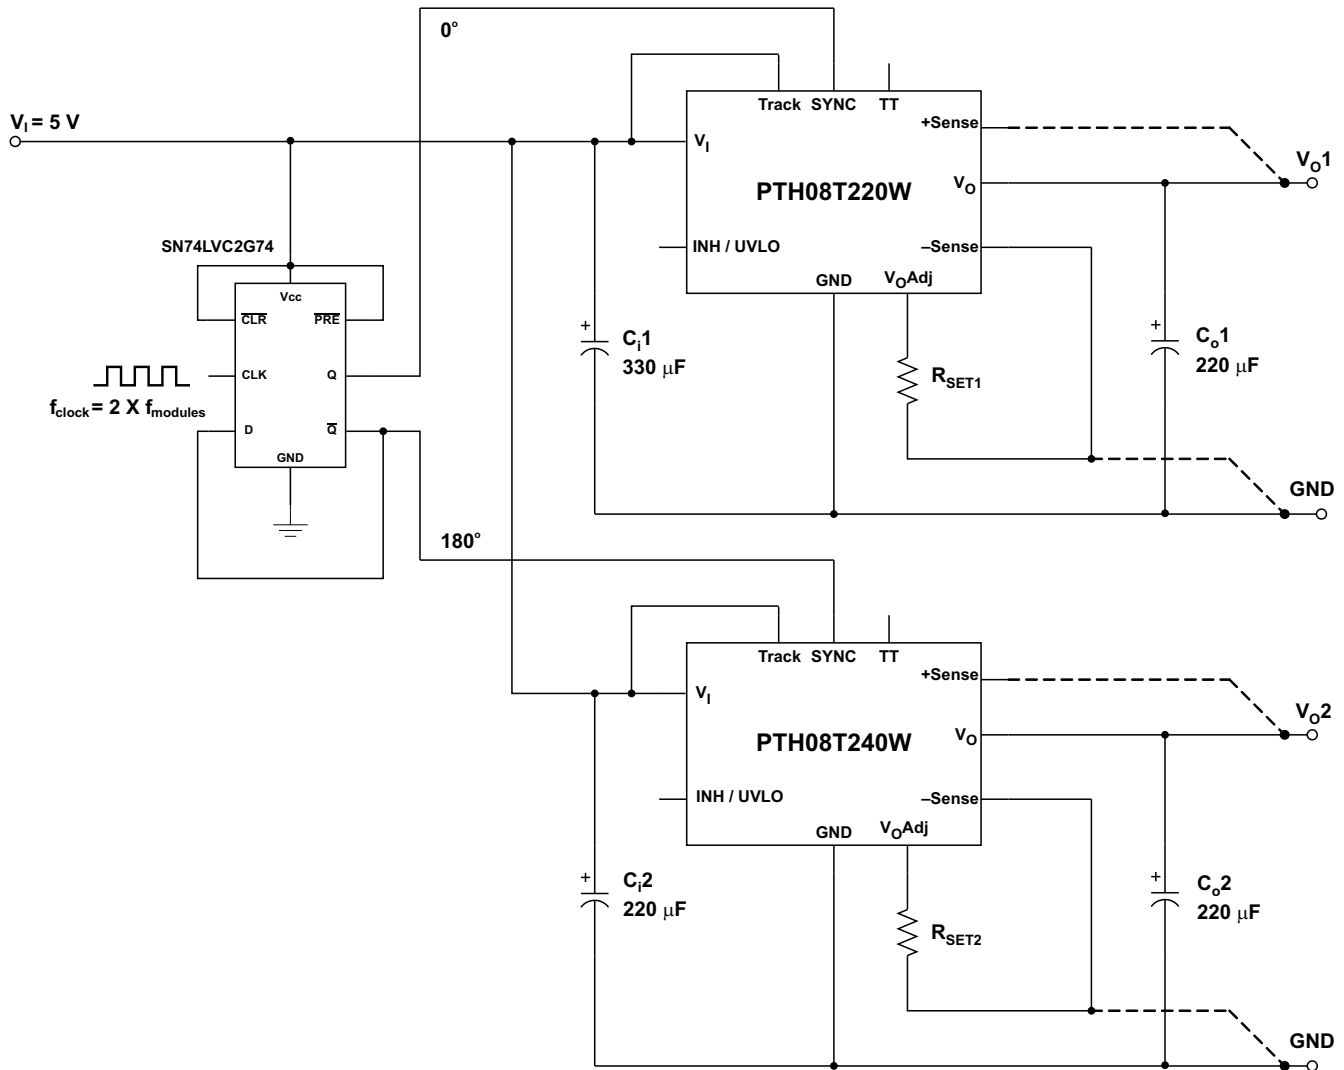 0°
Track SYNC TT
V_I = 5 V
+Sense
V_I
V_O1
PTH08T220W
V_O
SN74LVC2G74
INH / UVLO
–Sense
GND
V_OAdj
Vcc
C̅L̅R̅
P̅R̅E̅
C_i1
330 μF
C_o1
220 μF
CLK
Q
R_SET1
f_clock = 2 X f_modules
D
Q̅
GND
GND
180°
Track SYNC TT
+Sense
V_I
V_O2
PTH08T240W
V_O
INH / UVLO
–Sense
GND
V_OAdj
C_i2
220 μF
C_o2
220 μF
R_SET2
GND